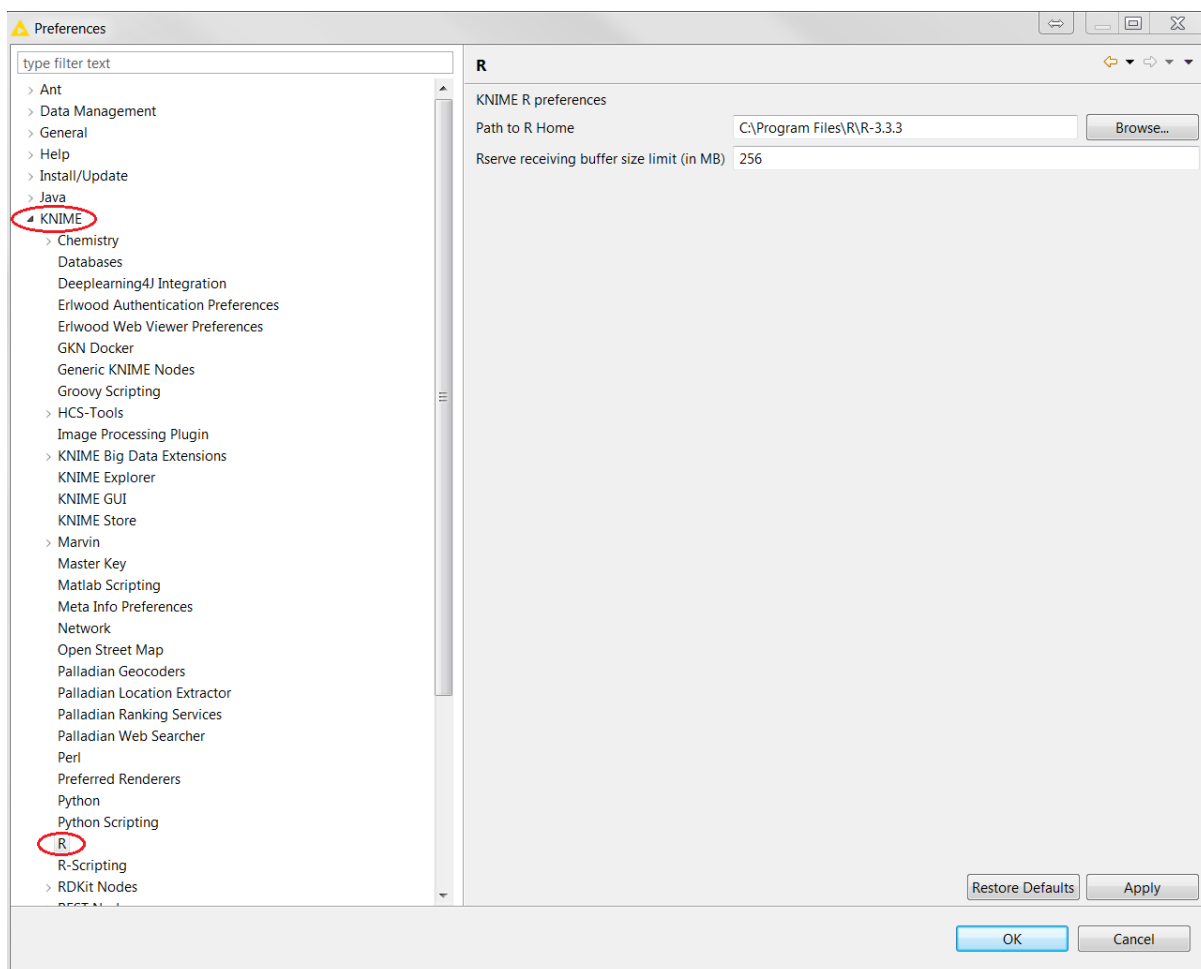 Preferences
type filter text
Ant
Data Management
General
Help
Install/Update
Java
KNIME
Chemistry
Databases
Deeplearning4J Integration
Erlwood Authentication Preferences
Erlwood Web Viewer Preferences
GKN Docker
Generic KNIME Nodes
Groovy Scripting
HCS-Tools
Image Processing Plugin
KNIME Big Data Extensions
KNIME Explorer
KNIME GUI
KNIME Store
Marvin
Master Key
Matlab Scripting
Meta Info Preferences
Network
Open Street Map
Palladian Geocoders
Palladian Location Extractor
Palladian Ranking Services
Palladian Web Searcher
Perl
Preferred Renderers
Python
Python Scripting
R
R-Scripting
RDKit Nodes
R
KNIME R preferences
Path to R Home C:\Program Files\R\R-3.3.3 Browse...
Rserve receiving buffer size limit (in MB) 256
Restore Defaults Apply
OK Cancel